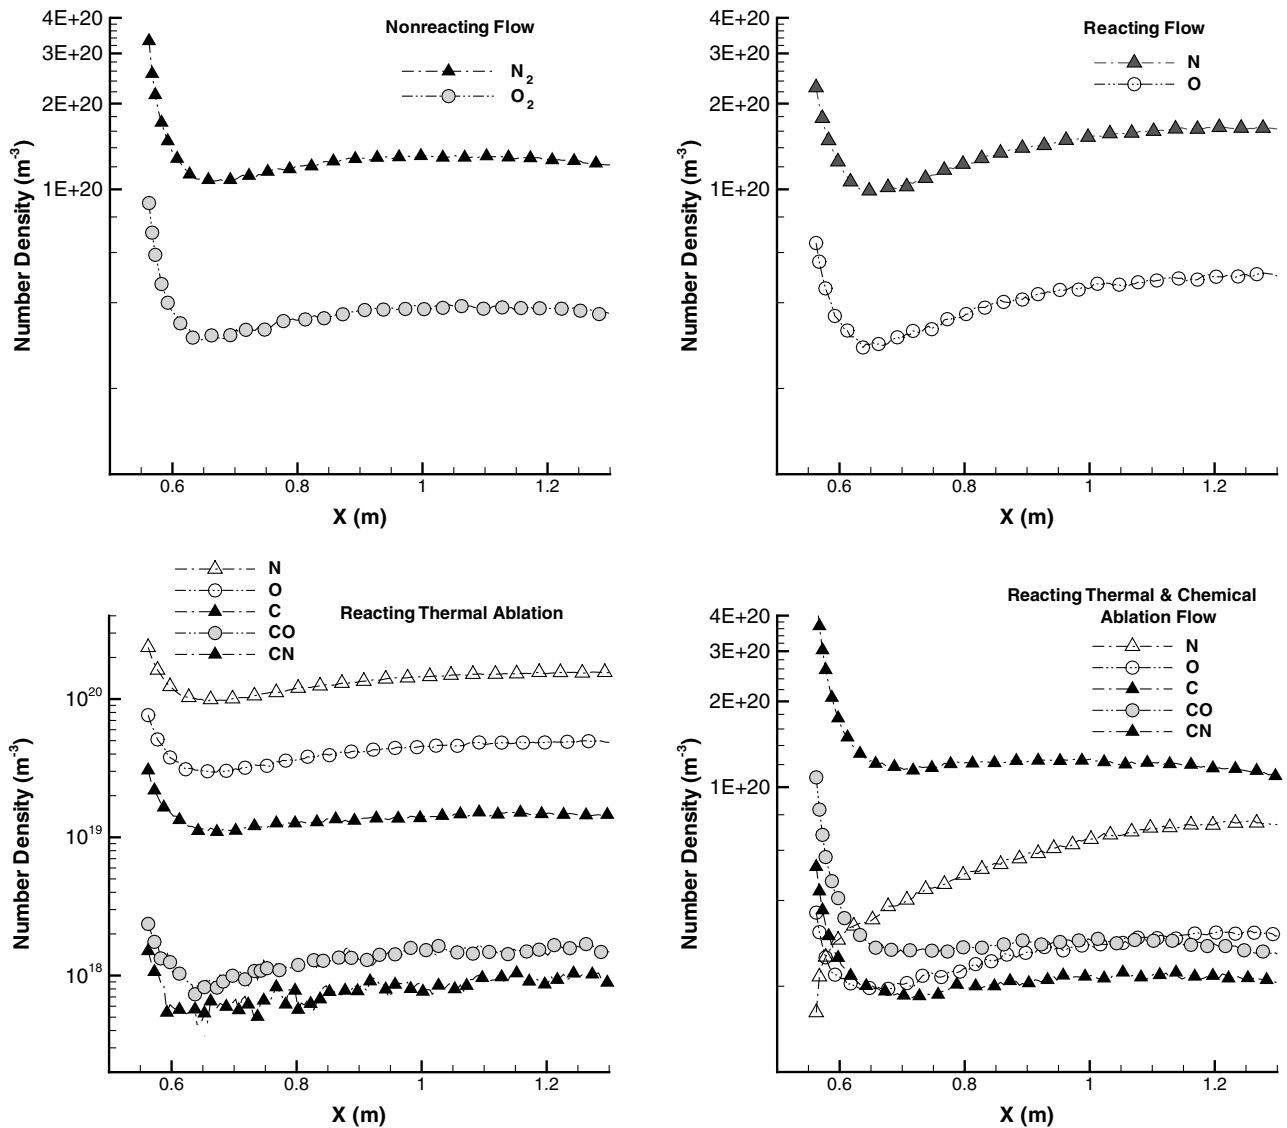 Nonreacting Flow
N2
O2
4E+20
3E+20
2E+20
1E+20
Number Density (m-3)
0.6
0.8
1
1.2
X (m)
Reacting Flow
N
O
4E+20
3E+20
2E+20
1E+20
Number Density (m-3)
0.6
0.8
1
1.2
X (m)
N
O
C
CO
CN
Reacting Thermal Ablation
10^20
10^19
10^18
Number Density (m-3)
0.6
0.8
1
1.2
X (m)
Reacting Thermal & Chemical
Ablation Flow
N
O
C
CO
CN
4E+20
3E+20
2E+20
1E+20
Number Density (m-3)
0.6
0.8
1
1.2
X (m)